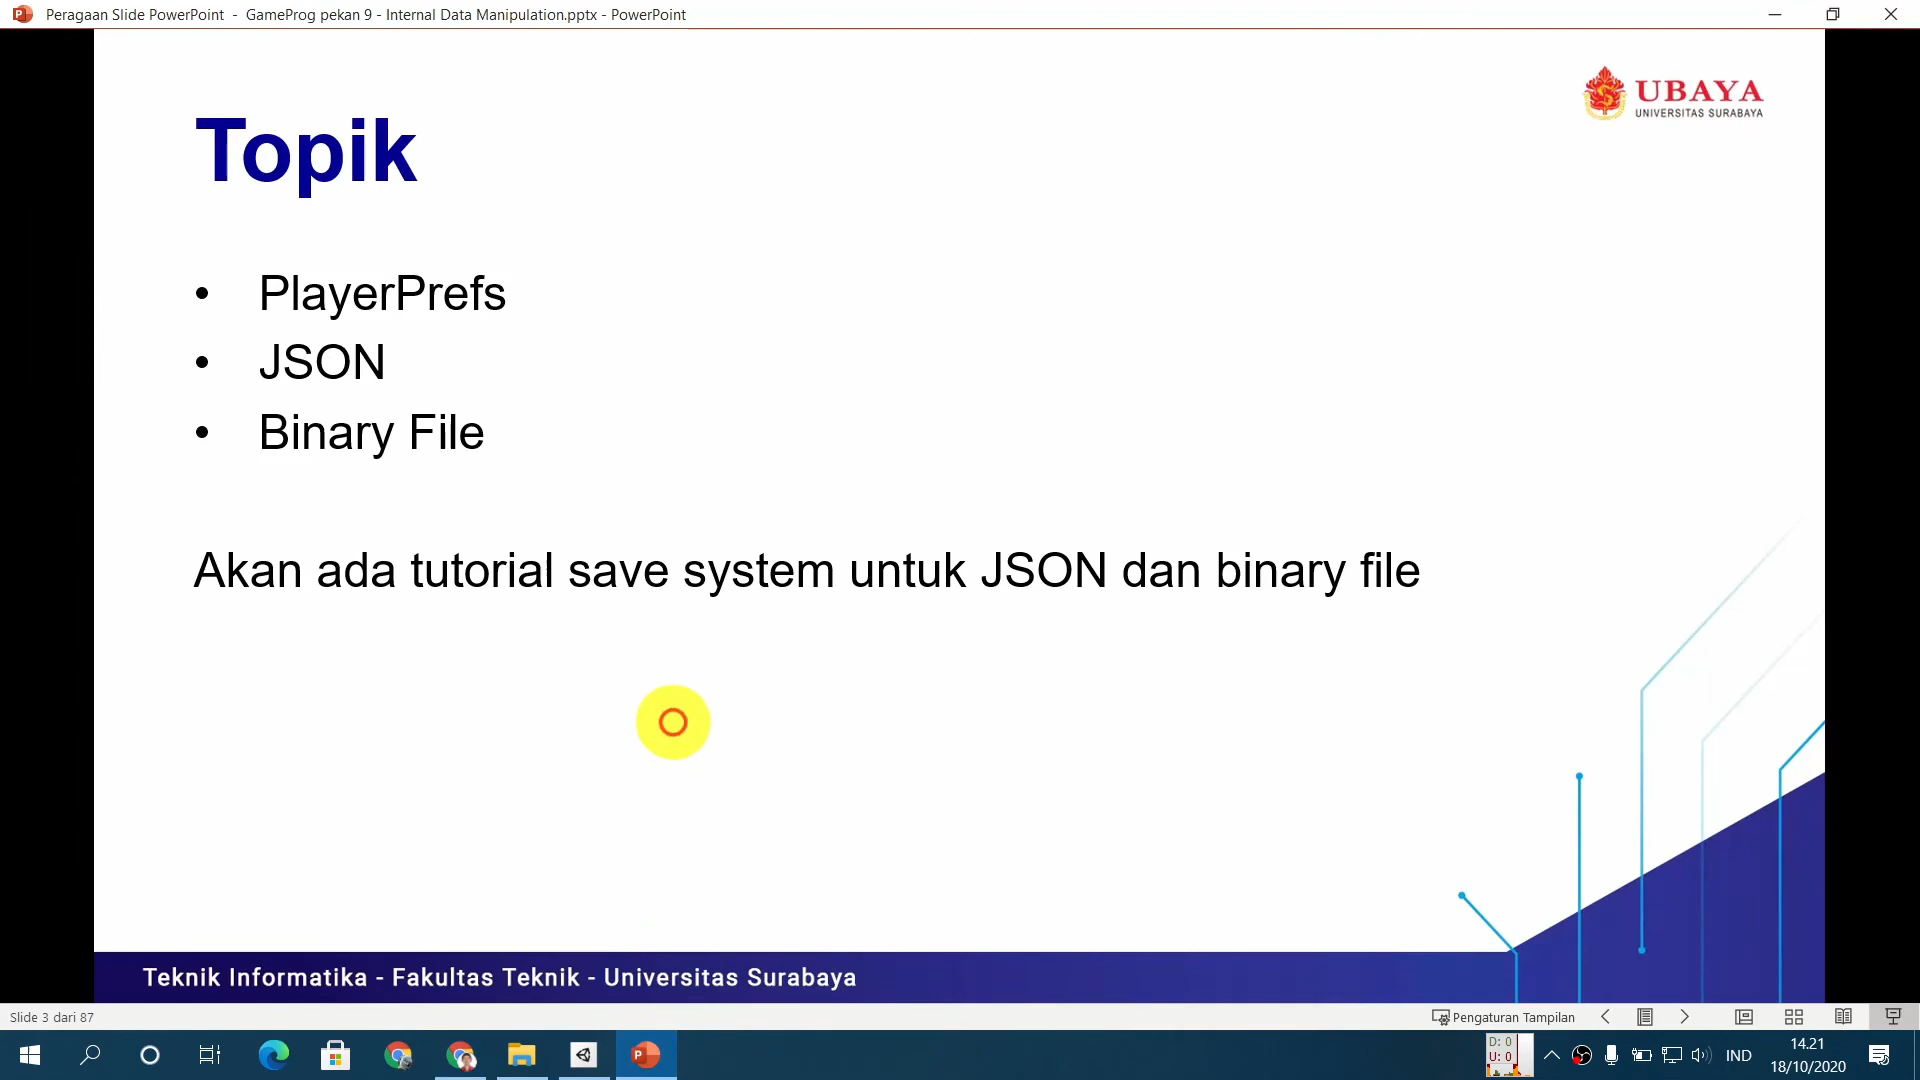 Peragaan Slide PowerPoint - GameProg pekan 9 - Internal Data Manipulation.pptx - PowerPoint
UBAYA
UNIVERSITAS SURABAYA
Topik
• PlayerPrefs
• JSON
• Binary File
Akan ada tutorial save system untuk JSON dan binary file
Teknik Informatika - Fakultas Teknik - Universitas Surabaya
Slide 3 dari 87
Pengaturan Tampilan
D: 0
U: 0
IND
14.21
18/10/2020